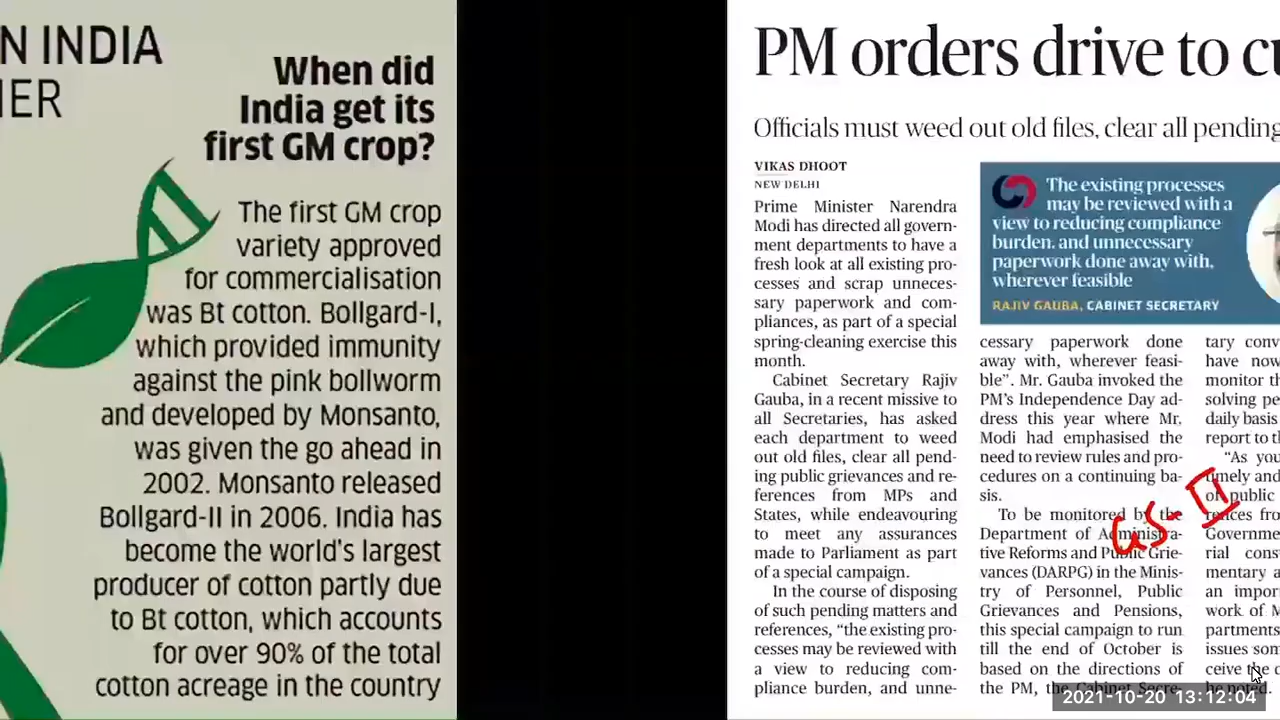 N INDIA
When did
India get its
first GM crop?
The first GM crop
variety approved
for commercialisation
was Bt cotton. Bollgard-I,
which provided immunity
against the pink bollworm
and developed by Monsanto,
was given the go ahead in
2002. Monsanto released
Bollgard-II in 2006. India has
become the world's largest
producer of cotton partly due
to Bt cotton, which accounts
for over 90% of the total
cotton acreage in the country
PM orders drive to
Officials must weed out old files, clear all pending
VIKAS DHOOT
NEW DELHI
Prime Minister Narendra
Modi has directed all govern-
ment departments to have a
fresh look at all existing pro-
cesses and scrap unneces-
sary paperwork and com-
pliances, as part of a special
spring-cleaning exercise this
month.
Cabinet Secretary Rajiv
Gauba, in a recent missive to
all Secretaries, has asked
each department to weed
out old files, clear all pend-
ing public grievances and re-
ferences from MPs and
States, while endeavouring
to meet any assurances
made to Parliament as part
of a special campaign.
In the course of disposing
of such pending matters and
references, “the existing pro-
cesses may be reviewed with
a view to reducing com-
pliance burden, and unne-
The existing processes
may be reviewed with a
view to reducing compliance
burden. and unnecessary
paperwork done away with,
wherever feasible
RAJIV GAUBA, CABINET SECRETARY
cessary paperwork done
away with, wherever feasi-
ble”. Mr. Gauba invoked the
PM's Independence Day ad-
dress this year where Mr.
Modi had emphasised the
need to review rules and pro-
cedures on a continuing ba-
sis.
To be monitored by the
Department of Administra-
tive Reforms and Public Grie-
vances (DARPG) in the Minis-
try of Personnel, Public
Grievances and Pensions,
this special campaign to run
till the end of October is
based on the directions of
the PM, the Cabinet Secre-
GS-II
tary conv
have now
monitor th
solving pe
daily basis
report to th
“As you
timely and
on public
rences fro
Governme
rial cons
mentary a
an impor
work of M
partments
issues som
ceive the d
be noted.
2021-10-20 13:12:04